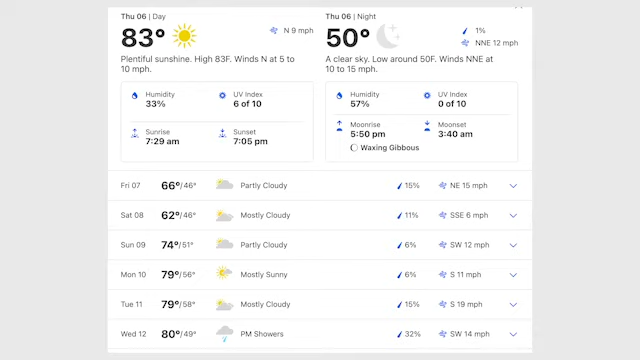 Thu 06 | Day
83°
N 9 mph
Plentiful sunshine. High 83F. Winds N at 5 to
10 mph.
Humidity
33%
UV Index
6 of 10
Sunrise
7:29 am
Sunset
7:05 pm
Thu 06 | Night
50°
1%
NNE 12 mph
A clear sky. Low around 50F. Winds NNE at
10 to 15 mph.
Humidity
57%
UV Index
0 of 10
Moonrise
5:50 pm
Moonset
3:40 am
Waxing Gibbous
Fri 07 66°/46° Partly Cloudy 15% NE 15 mph
Sat 08 62°/46° Mostly Cloudy 11% SSE 6 mph
Sun 09 74°/51° Partly Cloudy 6% SW 12 mph
Mon 10 79°/56° Mostly Sunny 6% S 11 mph
Tue 11 79°/58° Mostly Cloudy 15% S 19 mph
Wed 12 80°/49° PM Showers 32% SW 14 mph